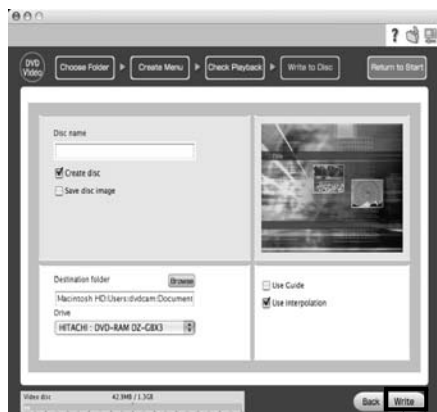 DVD
Video
Choose Folder
Create Menu
Check Playback
Write to Disc
Return to Start
Disc name
Create disc
Save disc image
Title
Destination folder
Browse
Macintosh HD:Users:dvdcam:Document
Drive
HITACHI : DVD-RAM DZ-GBX3
Use Guide
Use interpolation
Video disc 42.3MB / 1.3GB
Back
Write